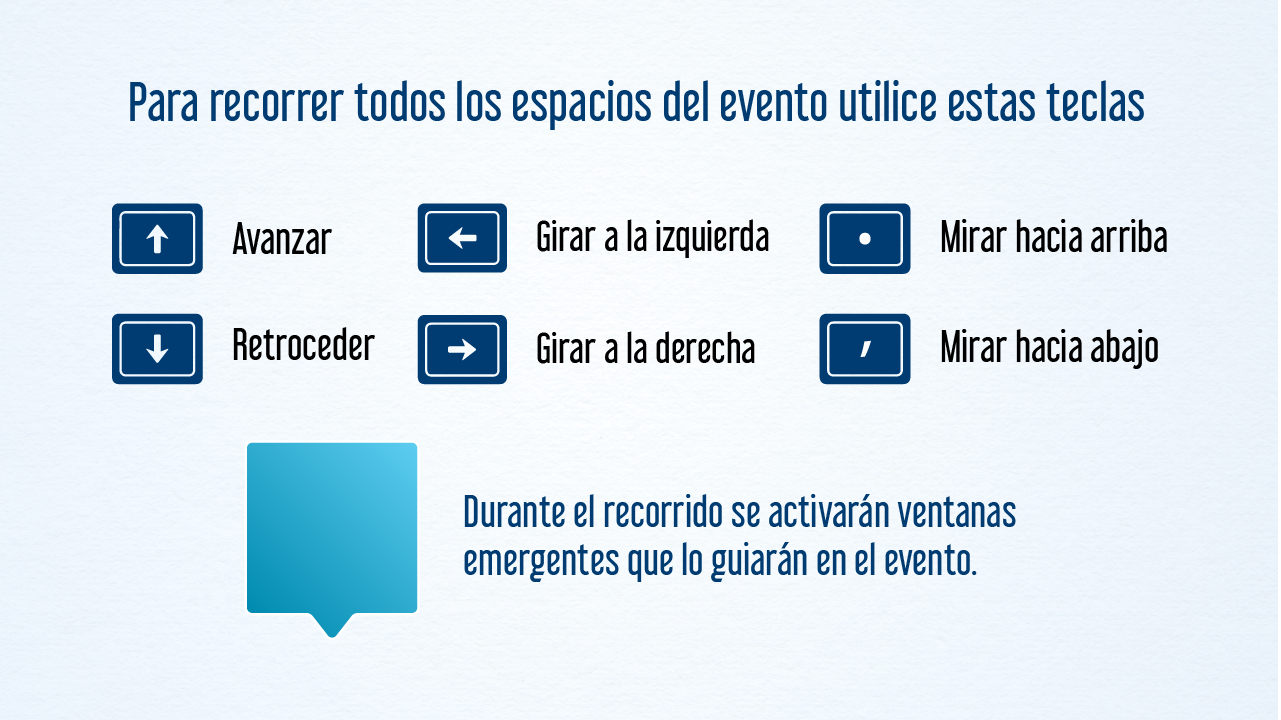 Para recorrer todos los espacios del evento utilice estas teclas
↑ Avanzar
← Girar a la izquierda
. Mirar hacia arriba
↓ Retroceder
→ Girar a la derecha
, Mirar hacia abajo
Durante el recorrido se activarán ventanas
emergentes que lo guiarán en el evento.